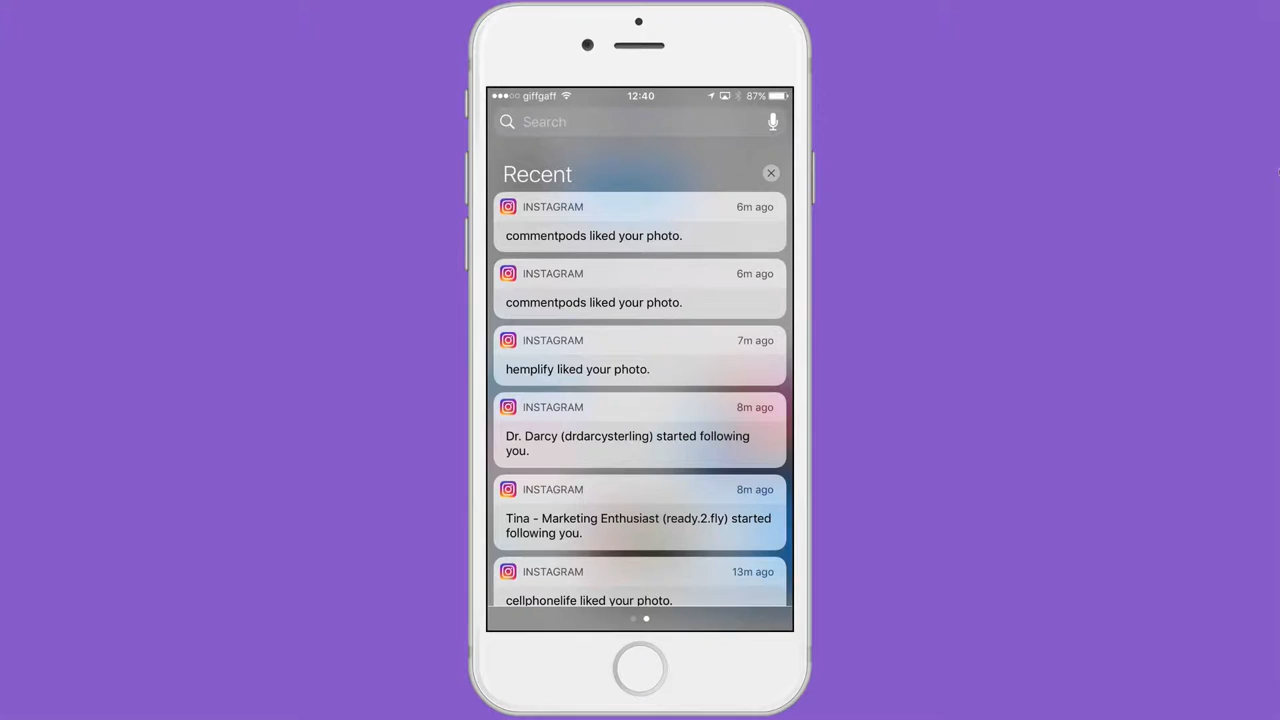 giffgaff 12:40 87%
Search
Recent
INSTAGRAM 6m ago
commentpods liked your photo.
INSTAGRAM 6m ago
commentpods liked your photo.
INSTAGRAM 7m ago
hemplify liked your photo.
INSTAGRAM 8m ago
Dr. Darcy (drdarcysterling) started following
you.
INSTAGRAM 8m ago
Tina - Marketing Enthusiast (ready.2.fly) started
following you.
INSTAGRAM 13m ago
cellphonelife liked your photo.